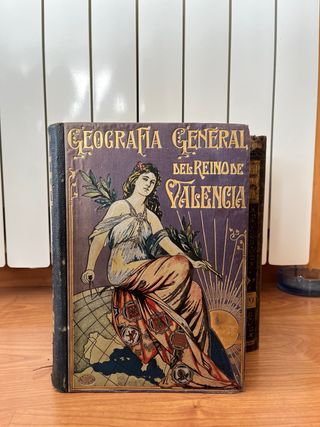 GEOGRAFIA GENERAL
DEL REINO DE
VALENCIA